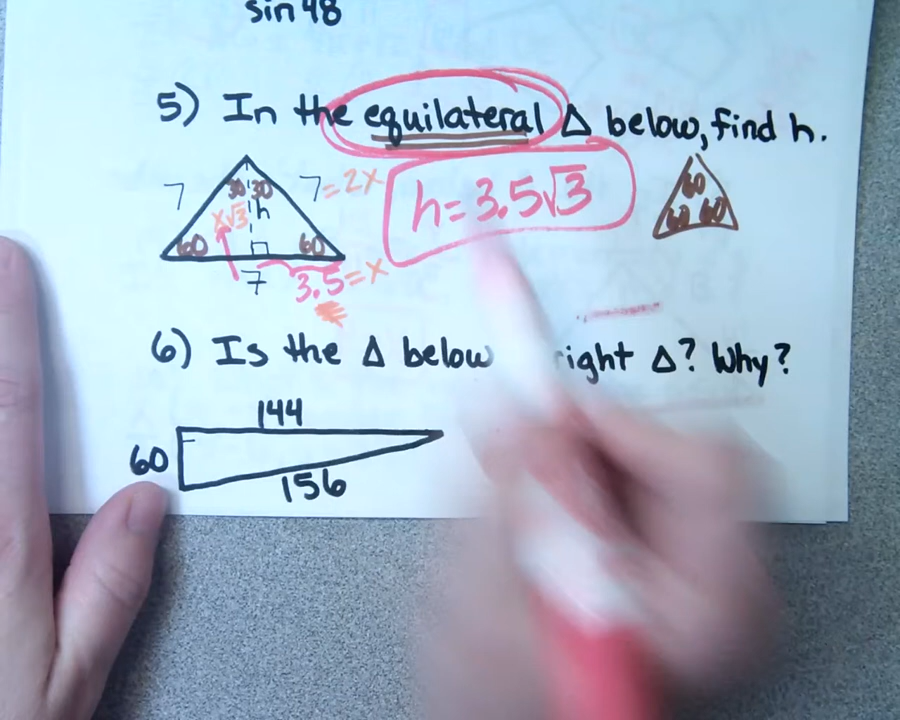 sin 48
5) In the equilateral Δ below, find h.
7
30 30
7 = 2x
h = 3.5√3
60
x√3
h
60 60
60
60
7
3.5 = x
6) Is the Δ below right Δ? Why?
144
60
156